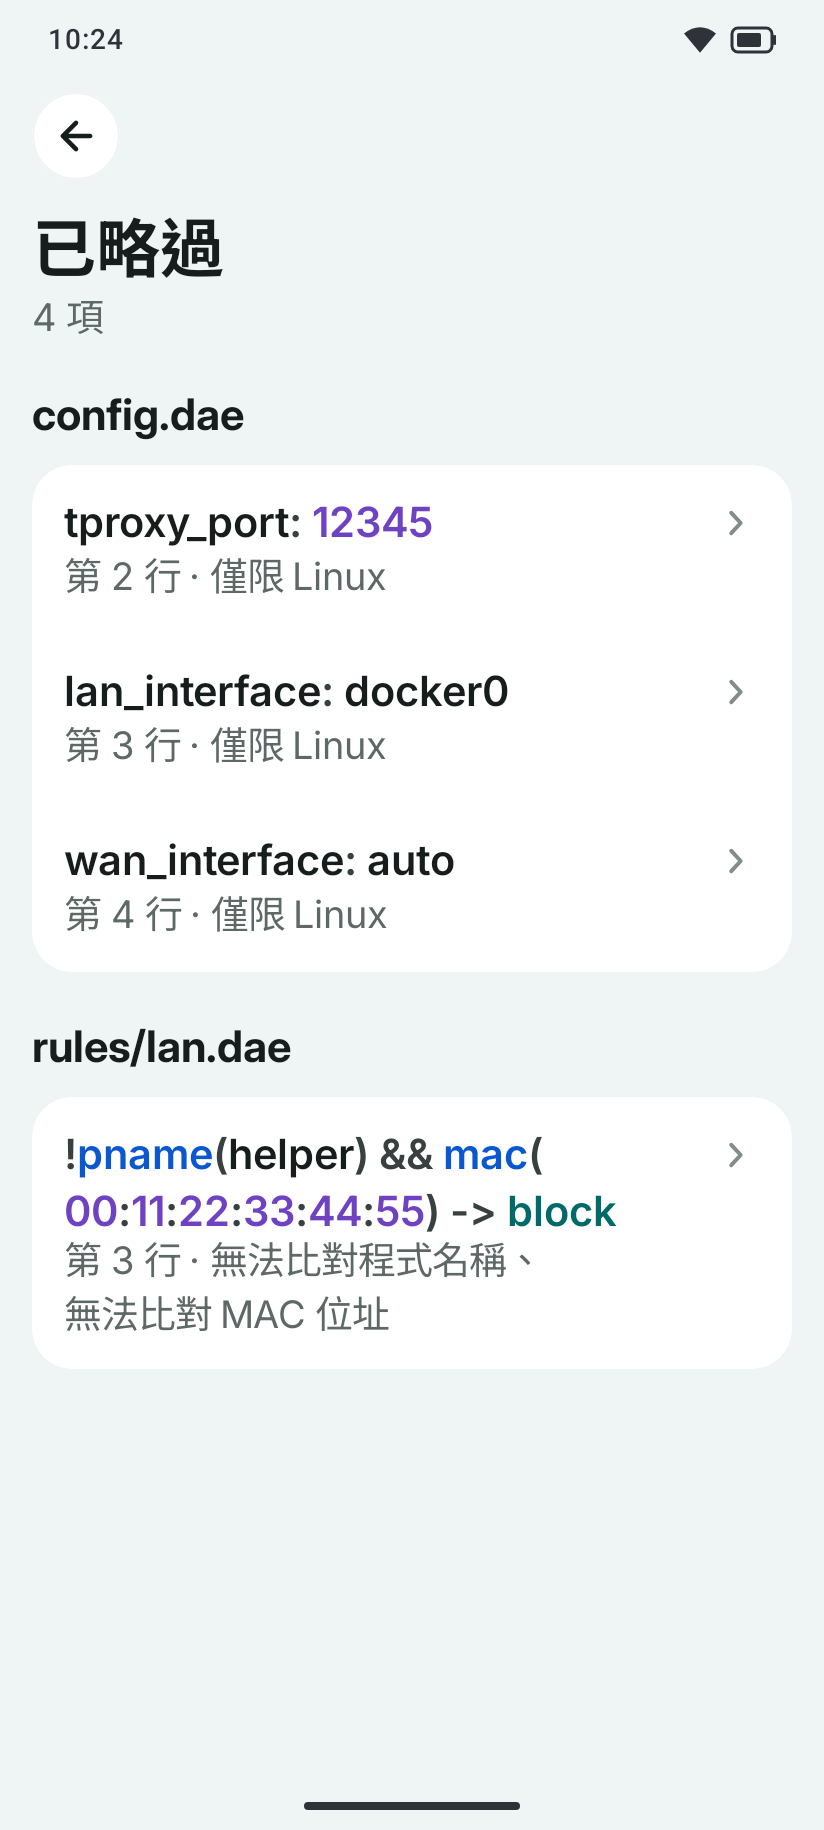 10:24
已略過
4 項
config.dae
tproxy_port: 12345
第 2 行 · 僅限 Linux
lan_interface: docker0
第 3 行 · 僅限 Linux
wan_interface: auto
第 4 行 · 僅限 Linux
rules/lan.dae
!pname(helper) && mac(
00:11:22:33:44:55) -> block
第 3 行 · 無法比對程式名稱、
無法比對 MAC 位址